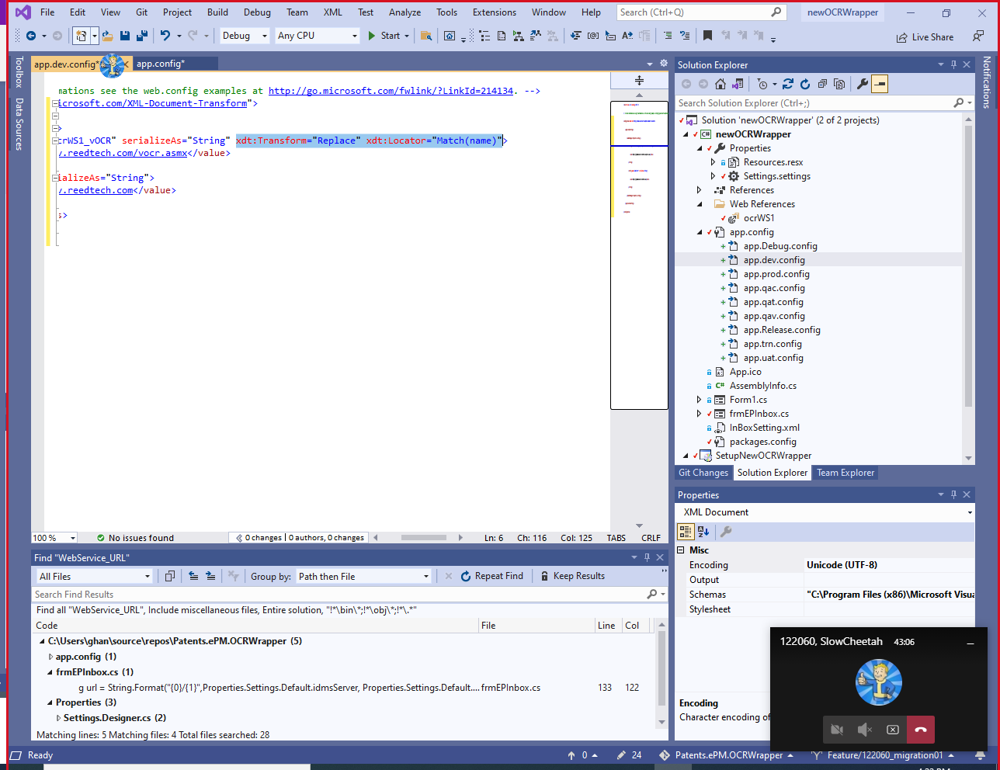 File Edit View Git Project Build Debug Team XML Test Analyze Tools Extensions Window Help Search (Ctrl+Q) newOCRWrapper
Debug Any CPU Start Live Share
Toolbox
Data Sources
Notifications
app.dev.config* app.config*
mations see the web.config examples at http://go.microsoft.com/fwlink/?LinkId=214134. -->
icrosoft.com/XML-Document-Transform">
>
crWS1_vOCR" serializeAs="String" xdt:Transform="Replace" xdt:Locator="Match(name)">
.reedtech.com/vocr.asmx</value>
ializeAs="String">
.reedtech.com</value>
s>
100 % No issues found 0 changes | 0 authors, 0 changes Ln: 6 Ch: 116 Col: 125 TABS CRLF
Solution Explorer
Search Solution Explorer (Ctrl+;)
Solution 'newOCRWrapper' (2 of 2 projects)
newOCRWrapper
Properties
Resources.resx
Settings.settings
References
Web References
ocrWS1
app.config
app.Debug.config
app.dev.config
app.prod.config
app.qac.config
app.qat.config
app.qav.config
app.Release.config
app.trn.config
app.uat.config
App.ico
AssemblyInfo.cs
Form1.cs
frmEPInbox.cs
InBoxSetting.xml
packages.config
SetupNewOCRWrapper
Git Changes Solution Explorer Team Explorer
Properties
XML Document
Misc
Encoding Unicode (UTF-8)
Output
Schemas "C:\Program Files (x86)\Microsoft Visua
Stylesheet
Encoding
Character encoding of
122060, SlowCheetah 43:06
Find "WebService_URL"
All Files Group by: Path then File Repeat Find Keep Results
Search Find Results
Find all "WebService_URL", Include miscellaneous files, Entire solution, "!*\bin\*;!*\obj\*;!*\.*"
Code File Line Col
C:\Users\ghan\source\repos\Patents.ePM.OCRWrapper (5)
app.config (1)
frmEPInbox.cs (1)
g url = String.Format("{0}/{1}",Properties.Settings.Default.idmsServer, Properties.Settings.Default.... frmEPInbox.cs 133 122
Properties (3)
Settings.Designer.cs (2)
Matching lines: 5 Matching files: 4 Total files searched: 28
Ready 0 24 Patents.ePM.OCRWrapper Feature/122060_migration01